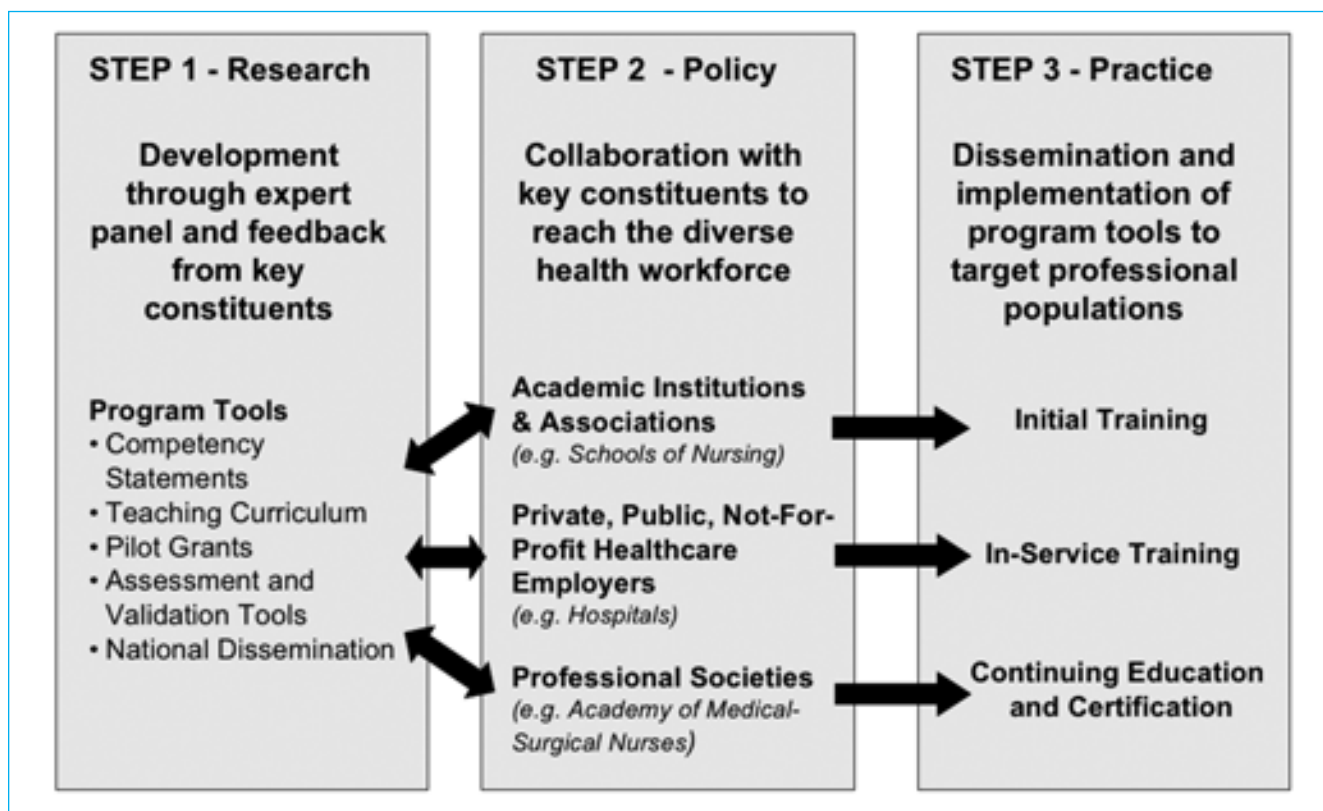 STEP 1 - Research
Development
through expert
panel and feedback
from key
constituents
Program Tools
• Competency
Statements
• Teaching Curriculum
• Pilot Grants
• Assessment and
Validation Tools
• National Dissemination
STEP 2 - Policy
Collaboration with
key constituents to
reach the diverse
health workforce
Academic Institutions
& Associations
(e.g. Schools of Nursing)
Private, Public, Not-For-
Profit Healthcare
Employers
(e.g. Hospitals)
Professional Societies
(e.g. Academy of Medical-
Surgical Nurses)
STEP 3 - Practice
Dissemination and
implementation of
program tools to
target professional
populations
Initial Training
In-Service Training
Continuing Education
and Certification